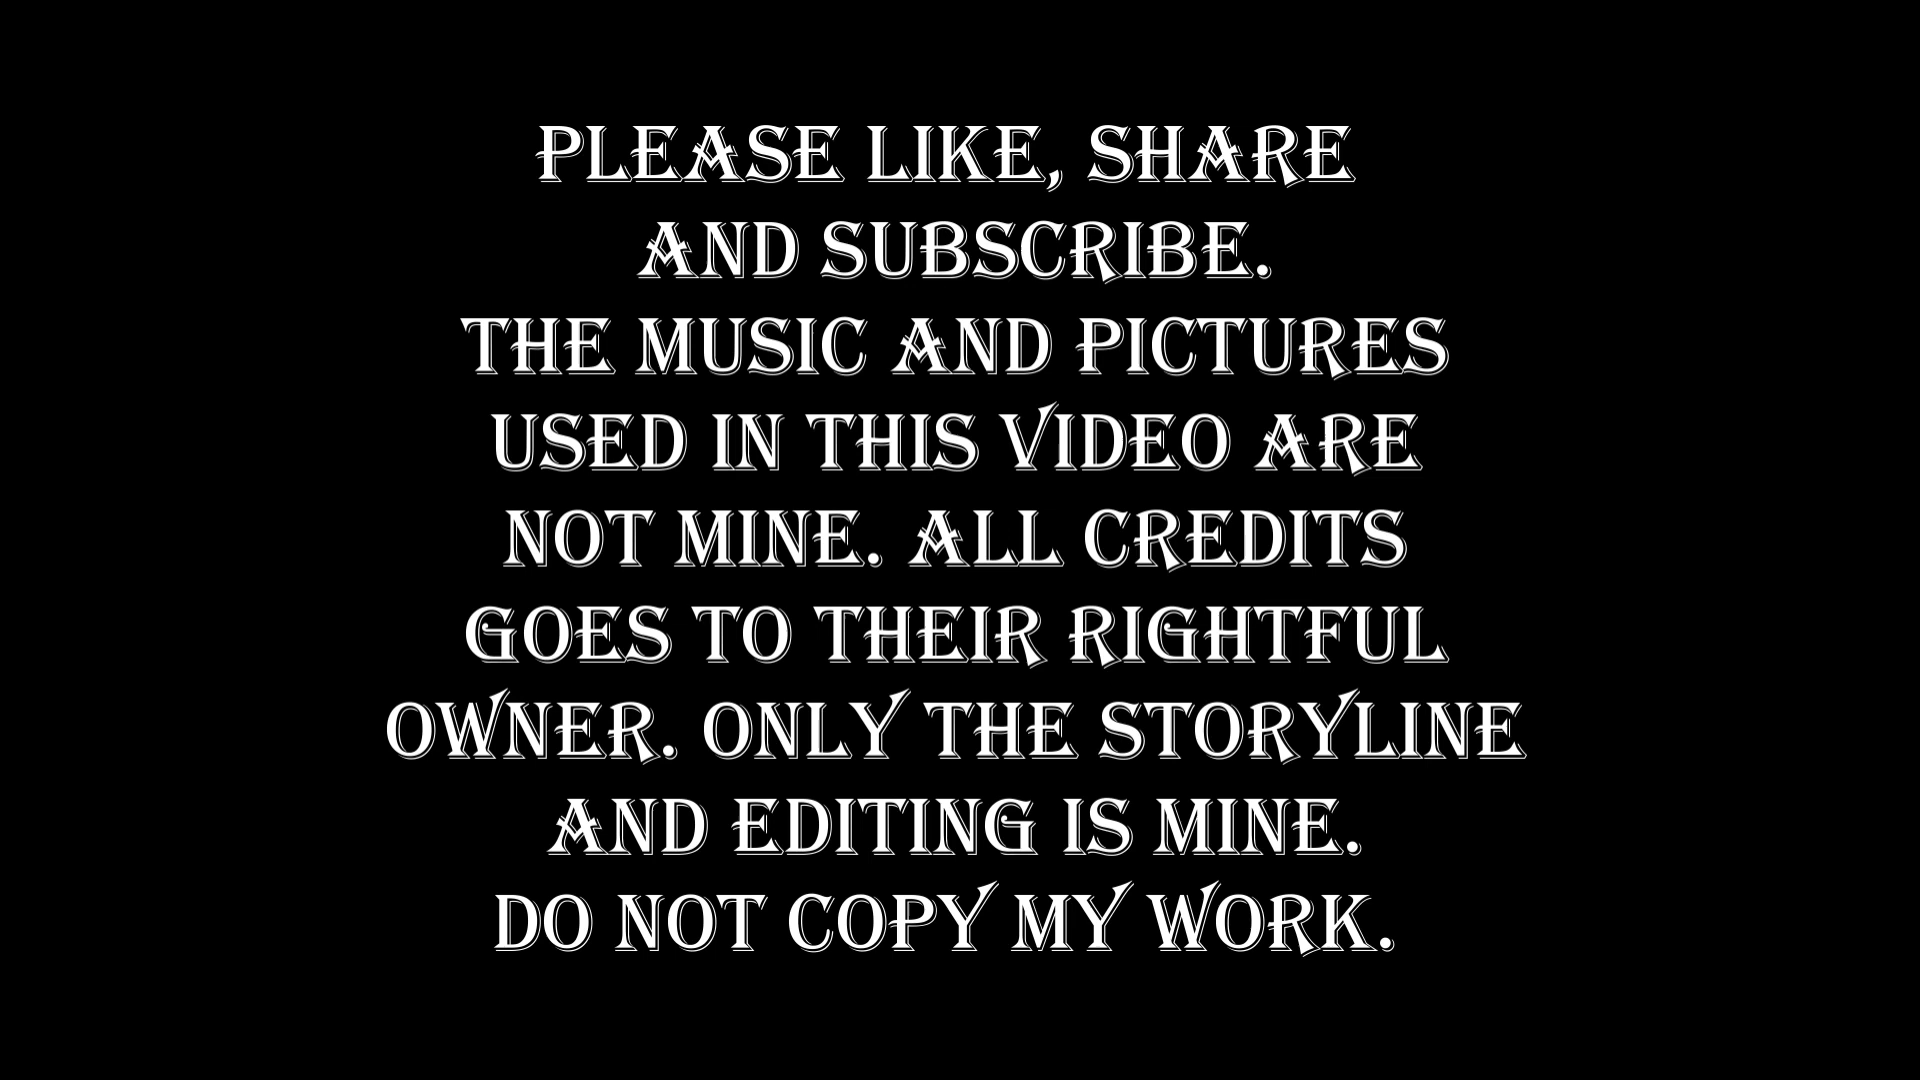 PLEASE LIKE, SHARE
AND SUBSCRIBE.
THE MUSIC AND PICTURES
USED IN THIS VIDEO ARE
NOT MINE. ALL CREDITS
GOES TO THEIR RIGHTFUL
OWNER. ONLY THE STORYLINE
AND EDITING IS MINE.
DO NOT COPY MY WORK.